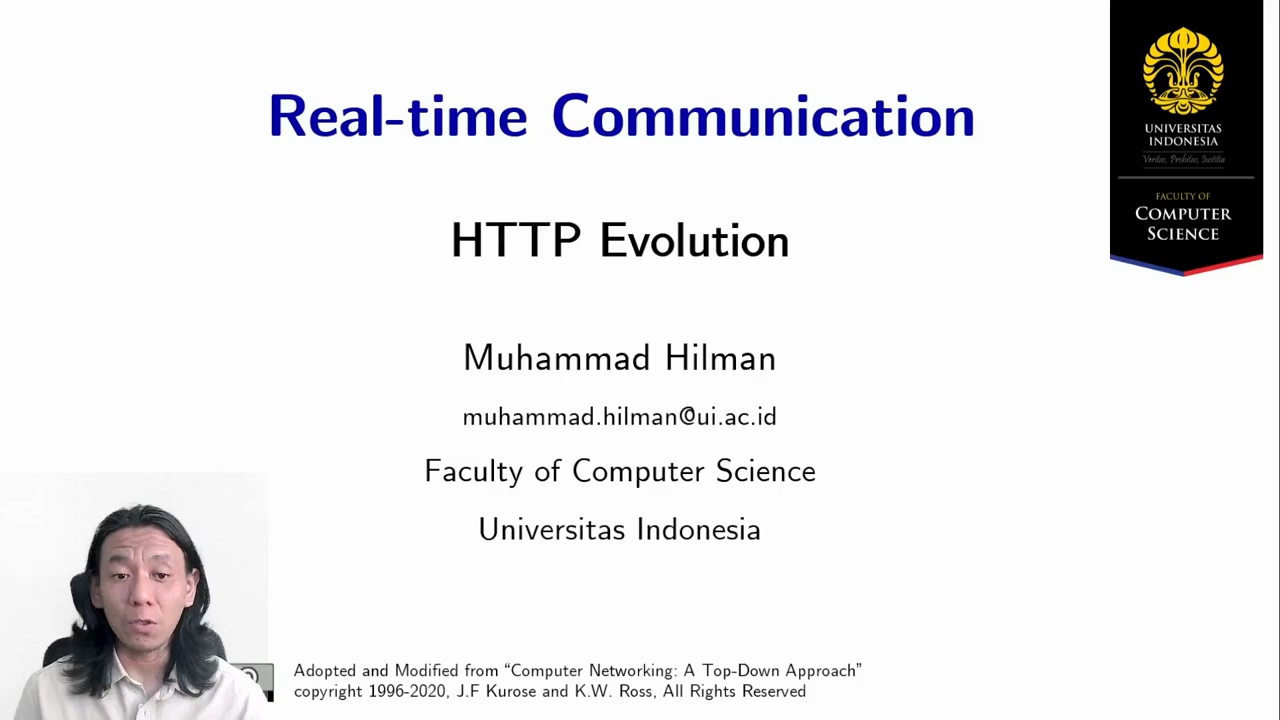 Real-time Communication
HTTP Evolution
Muhammad Hilman
muhammad.hilman@ui.ac.id
Faculty of Computer Science
Universitas Indonesia
UNIVERSITAS
INDONESIA
Veritas, Probitas, Iustitia
FACULTY OF
COMPUTER
SCIENCE
Adopted and Modified from “Computer Networking: A Top-Down Approach”
copyright 1996-2020, J.F Kurose and K.W. Ross, All Rights Reserved